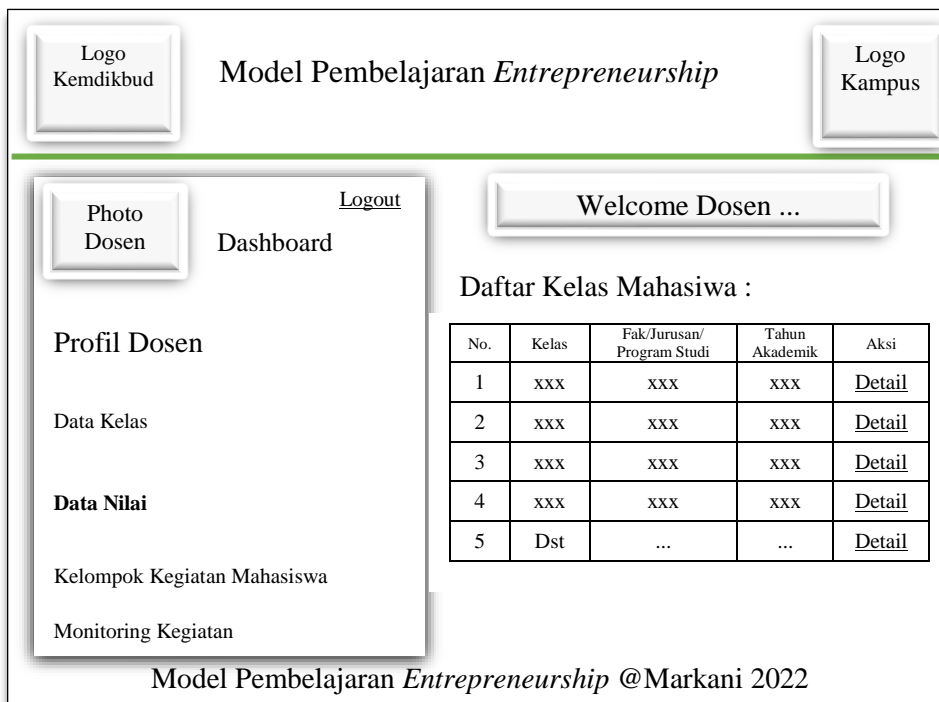 Logo
Kemdikbud
Model Pembelajaran Entrepreneurship
Logo
Kampus
Photo
Dosen
Logout
Dashboard
Profil Dosen
Data Kelas
Data Nilai
Kelompok Kegiatan Mahasiswa
Monitoring Kegiatan
Welcome Dosen ...
Daftar Kelas Mahasiwa :
No. Kelas Fak/Jurusan/ Program Studi Tahun Akademik Aksi
1 xxx xxx xxx Detail
2 xxx xxx xxx Detail
3 xxx xxx xxx Detail
4 xxx xxx xxx Detail
5 Dst ... ... Detail
Model Pembelajaran Entrepreneurship @Markani 2022